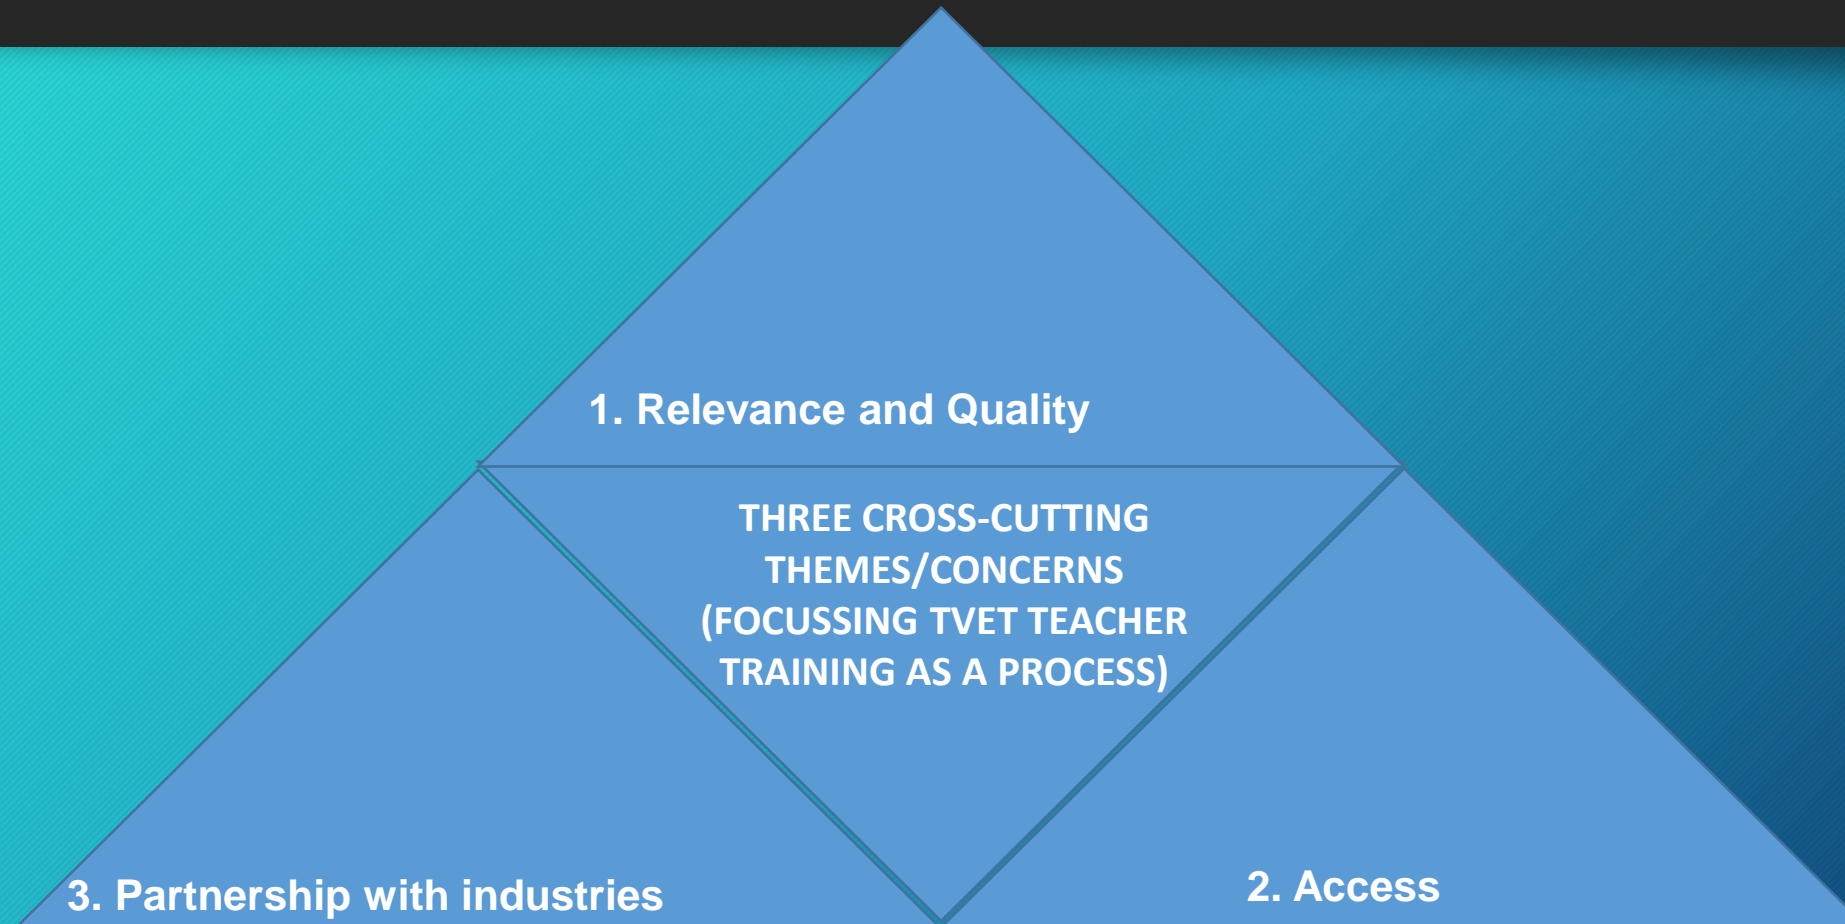 1. Relevance and Quality
THREE CROSS-CUTTING
THEMES/CONCERNS
(FOCUSSING TVET TEACHER
TRAINING AS A PROCESS)
3. Partnership with industries
2. Access